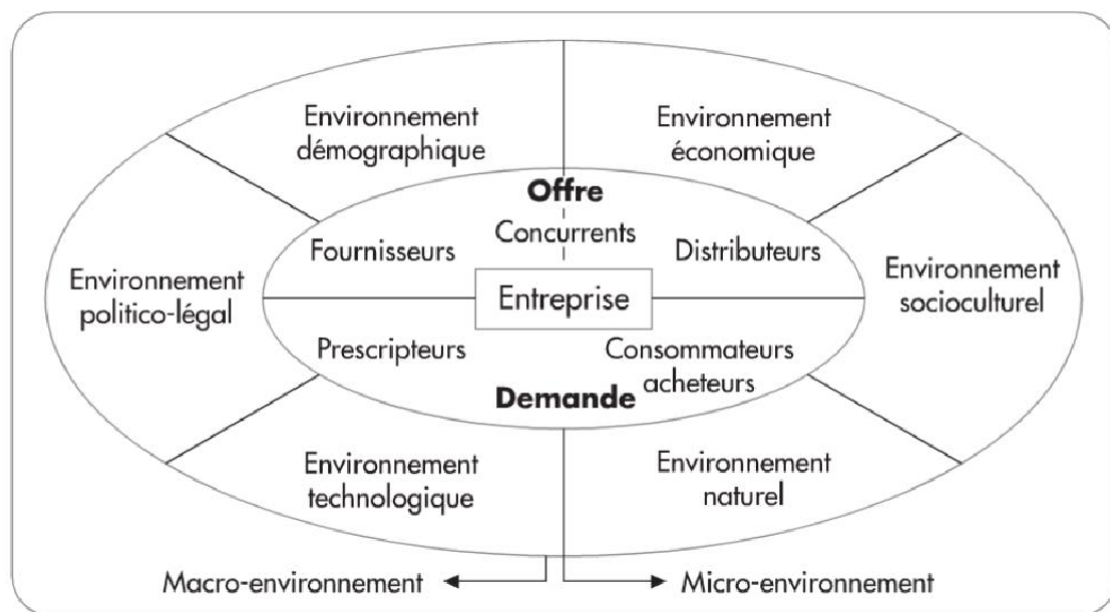 Environnement
démographique
Environnement
économique
Offre
Concurrents
Fournisseurs
Distributeurs
Environnement
politico-légal
Entreprise
Environnement
socioculturel
Prescripteurs
Consommateurs
acheteurs
Demande
Environnement
technologique
Environnement
naturel
Macro-environnement
Micro-environnement